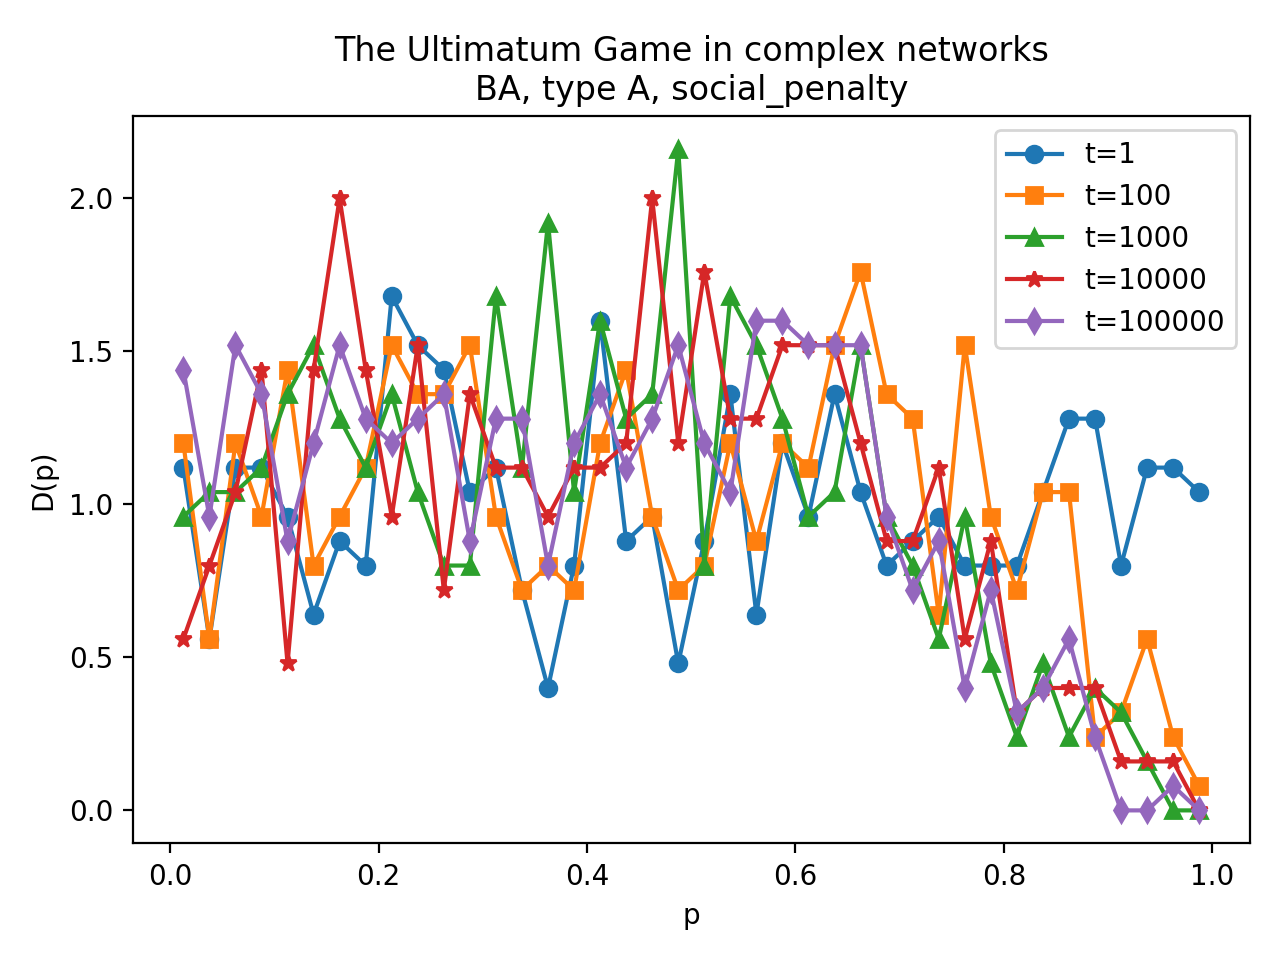 The Ultimatum Game in complex networks
BA, type A, social_penalty
t=1
t=100
t=1000
t=10000
t=100000
D(p)
2.0
1.5
1.0
0.5
0.0
0.0 0.2 0.4 0.6 0.8 1.0
p